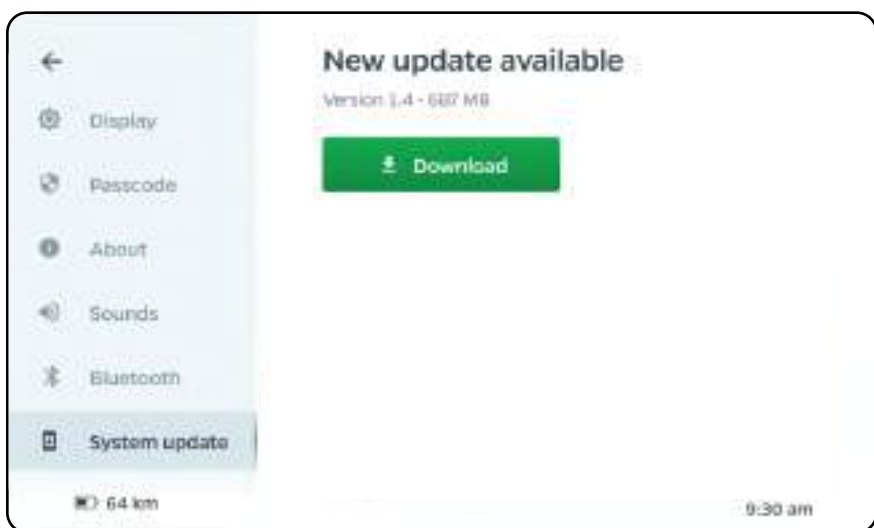 New update available
Version 1.4 - 687 MB
Download
Display
Passcode
About
Sounds
Bluetooth
System update
64 km
9:30 am